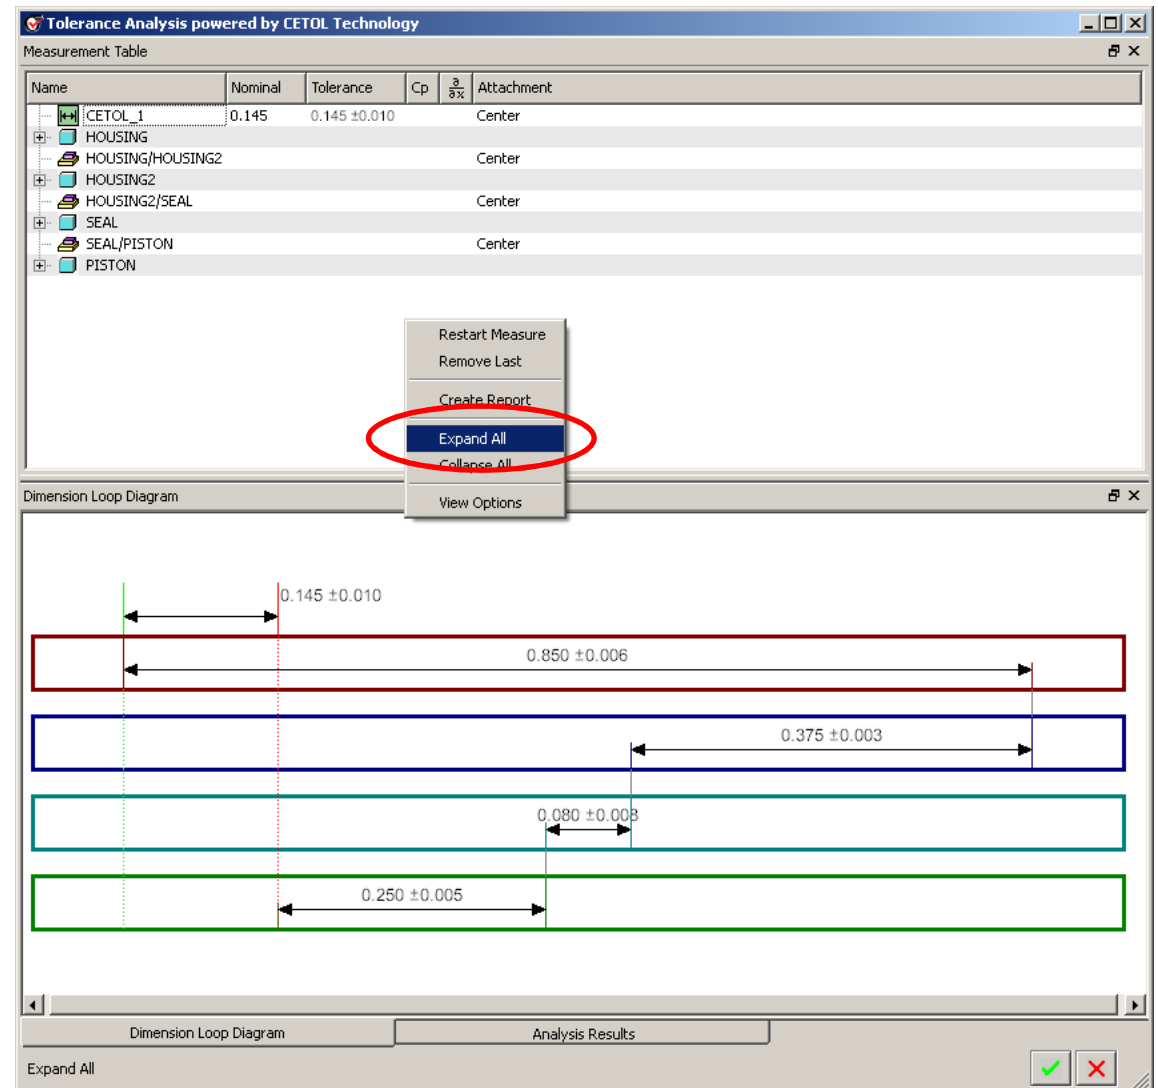 Tolerance Analysis powered by CETOL Technology
Measurement Table
Name Nominal Tolerance Cp ∂/∂x Attachment
CETOL_1 0.145 0.145 ±0.010 Center
HOUSING
HOUSING/HOUSING2 Center
HOUSING2
HOUSING2/SEAL Center
SEAL
SEAL/PISTON Center
PISTON
Restart Measure
Remove Last
Create Report
Expand All
Collapse All
View Options
Dimension Loop Diagram
0.145 ±0.010
0.850 ±0.006
0.375 ±0.003
0.080 ±0.008
0.250 ±0.005
Dimension Loop Diagram Analysis Results
Expand All